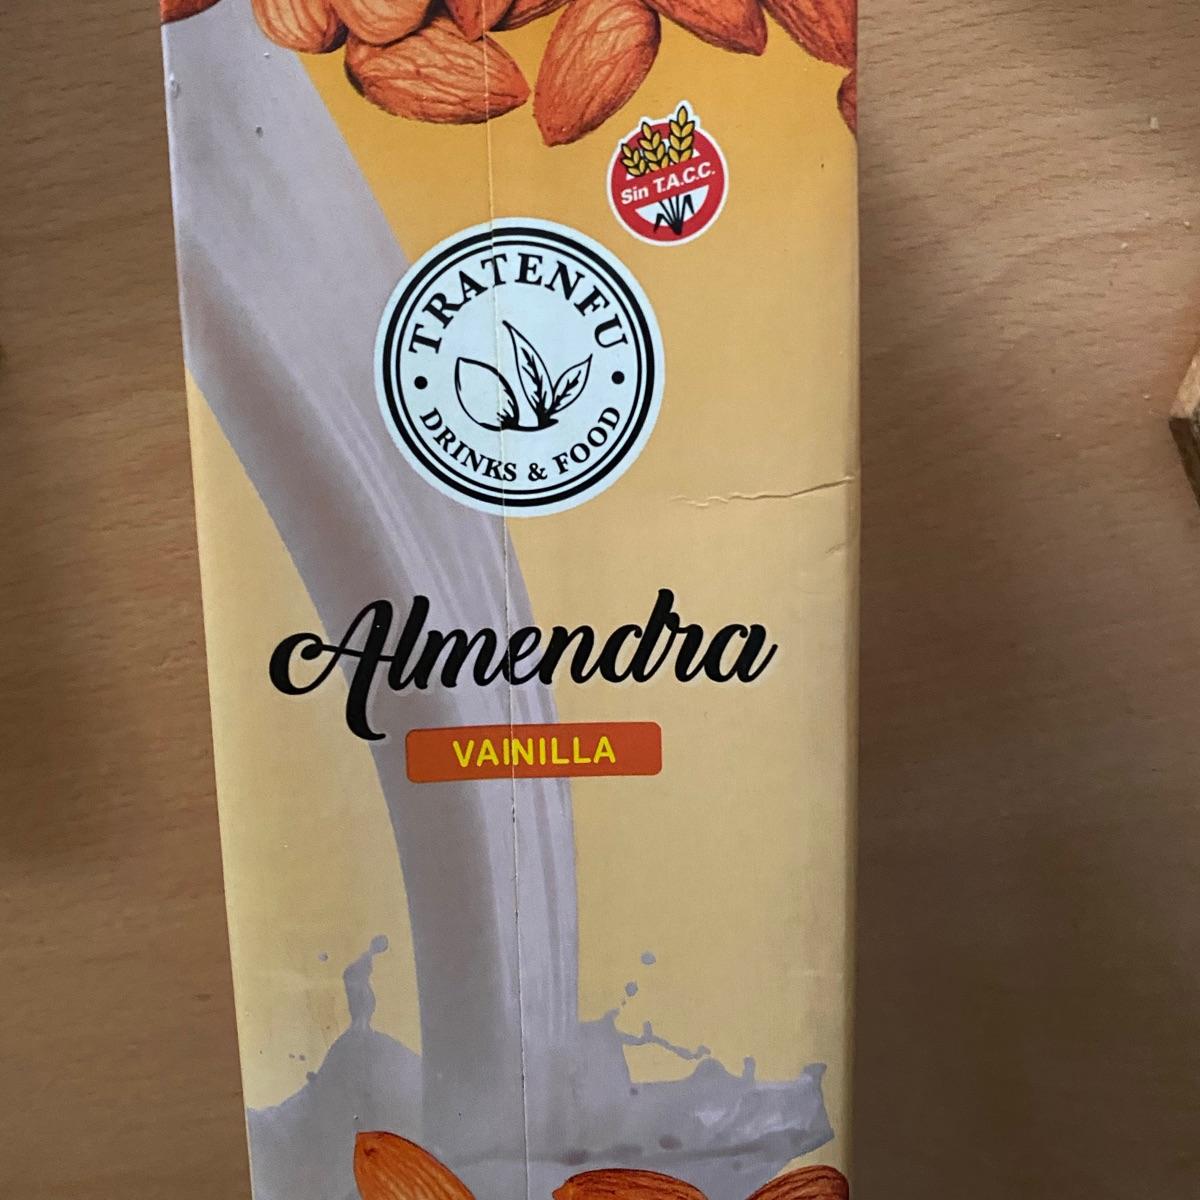 Sin T.A.C.C.
TRATENFU
DRINKS & FOOD
Almendra
VAINILLA